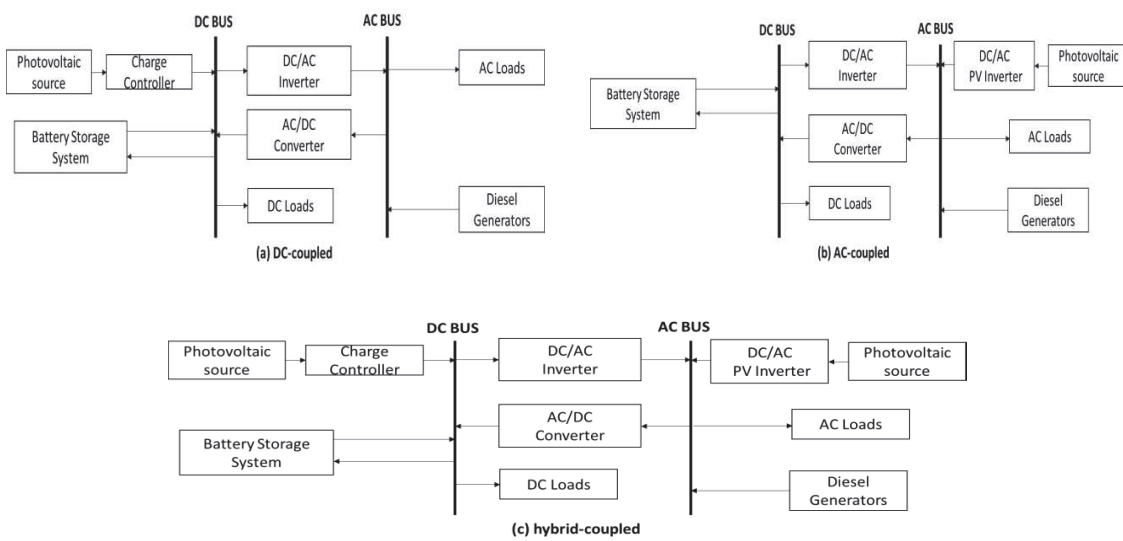 DC BUS
AC BUS
Photovoltaic
source
Charge
Controller
DC/AC
Inverter
AC Loads
Battery Storage
System
AC/DC
Converter
DC Loads
Diesel
Generators
(a) DC-coupled
DC BUS
AC BUS
DC/AC
Inverter
DC/AC
PV Inverter
Photovoltaic
source
Battery Storage
System
AC/DC
Converter
AC Loads
DC Loads
Diesel
Generators
(b) AC-coupled
DC BUS
AC BUS
Photovoltaic
source
Charge
Controller
DC/AC
Inverter
DC/AC
PV Inverter
Photovoltaic
source
Battery Storage
System
AC/DC
Converter
AC Loads
DC Loads
Diesel
Generators
(c) hybrid-coupled